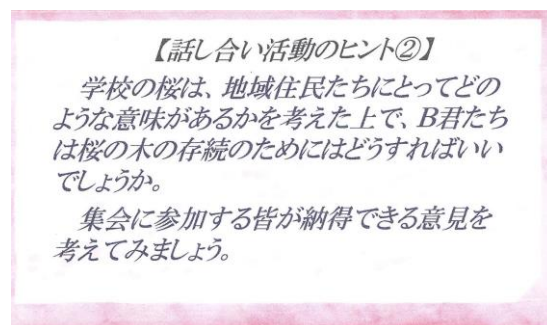 【話し合い活動のヒント②】
学校の桜は、地域住民たちにとってどの
ような意味があるかを考えた上で、B君たち
は桜の木の存続のためにはどうすればいい
でしょうか。
集会に参加する皆が納得できる意見を
考えてみましょう。